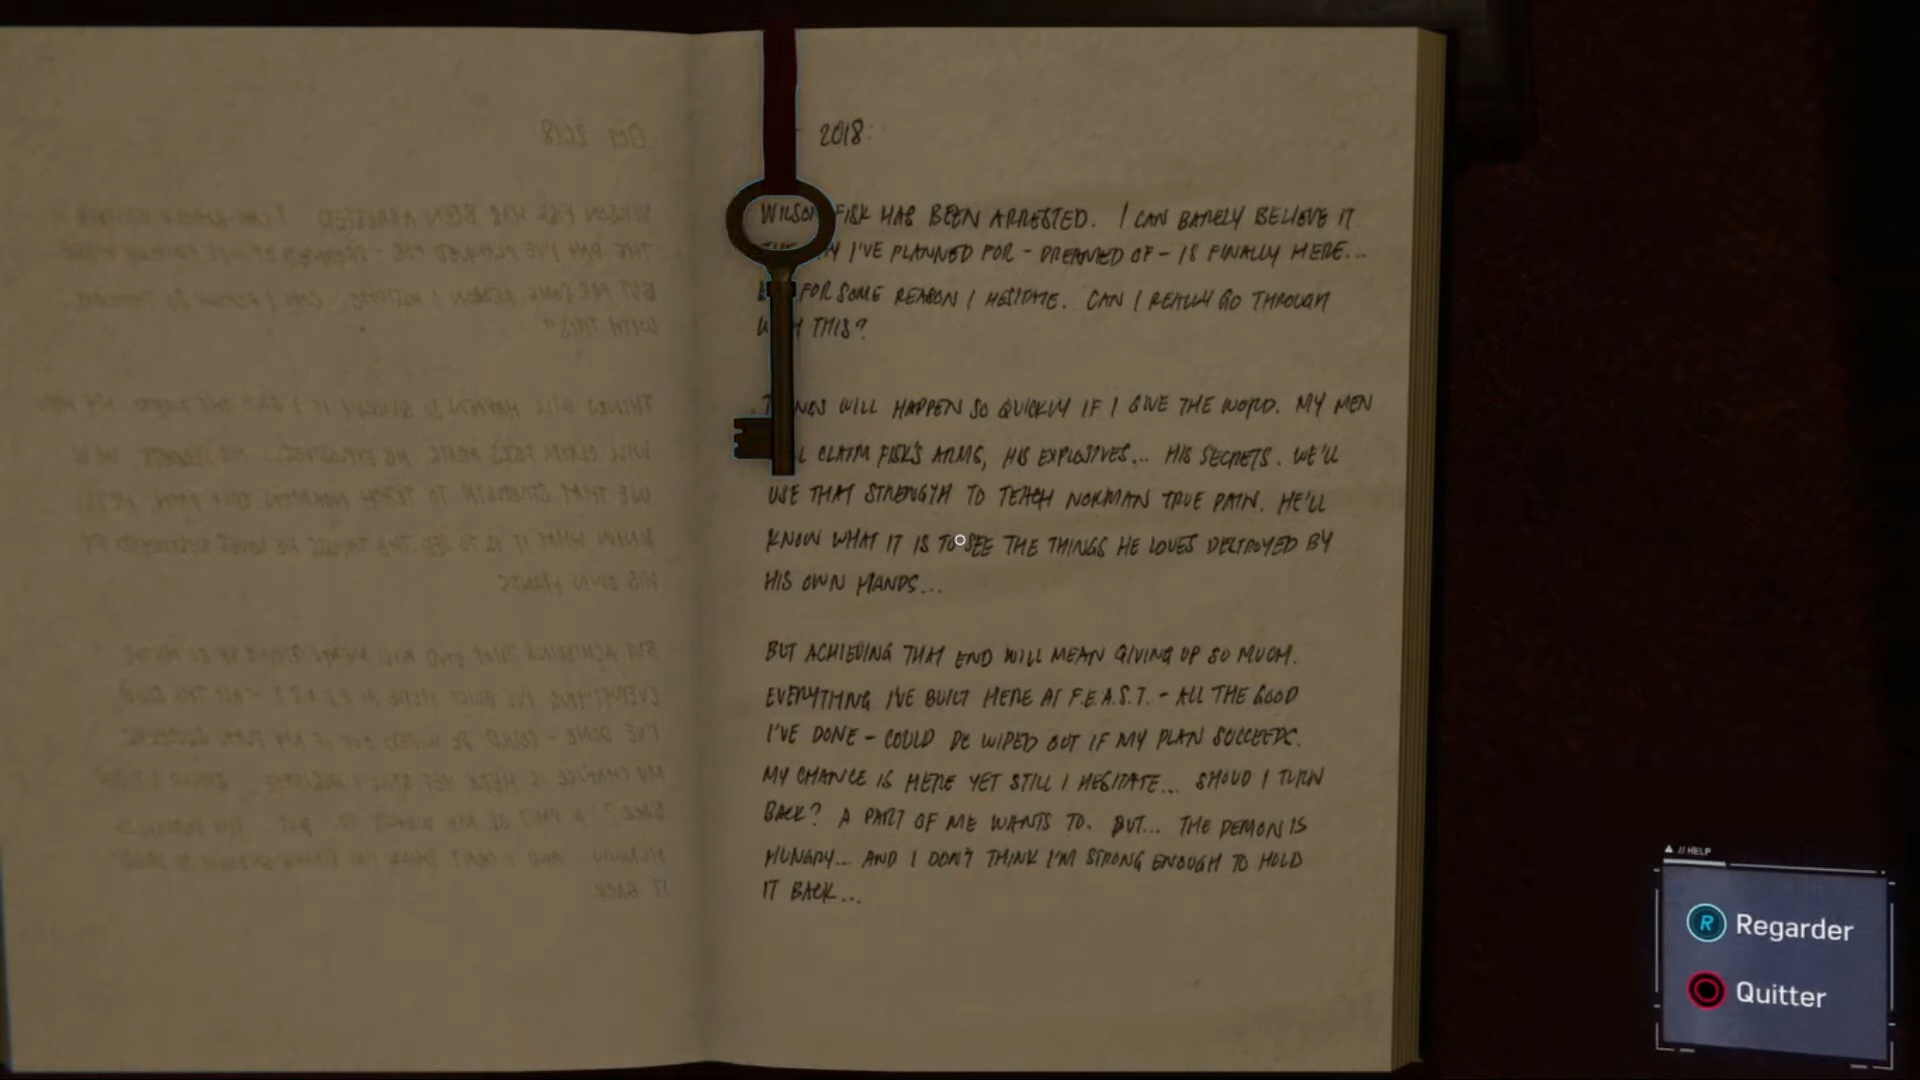 2018:
WILSON FISK HAS BEEN ARRESTED. I CAN BARELY BELIEVE IT
I'VE PLANNED FOR - DREAMED OF - IS FINALLY HERE...
FOR SOME REASON I HESITATE. CAN I REALLY GO THROUGH
THIS?
THINGS WILL HAPPEN SO QUICKLY IF I GIVE THE WORD. MY MEN
CLAIM FISK'S ARMS, HIS EXPLOSIVES... HIS SECRETS. WE'LL
USE THAT STRENGTH TO TEACH NORMAN TRUE PAIN. HE'LL
KNOW WHAT IT IS TO SEE THE THINGS HE LOVES DESTROYED BY
HIS OWN HANDS...
BUT ACHIEVING THAT END WILL MEAN GIVING UP SO MUCH.
EVERYTHING I'VE BUILT HERE AT F.E.A.S.T. - ALL THE GOOD
I'VE DONE - COULD BE WIPED OUT IF MY PLAN SUCCEEDS.
MY CHANCE IS HERE YET STILL I HESITATE... SHOUD I TURN
BACK? A PART OF ME WANTS TO. BUT... THE DEMON IS
HUNGRY... AND I DON'T THINK I'M STRONG ENOUGH TO HOLD
IT BACK...
// HELP
R Regarder
Quitter